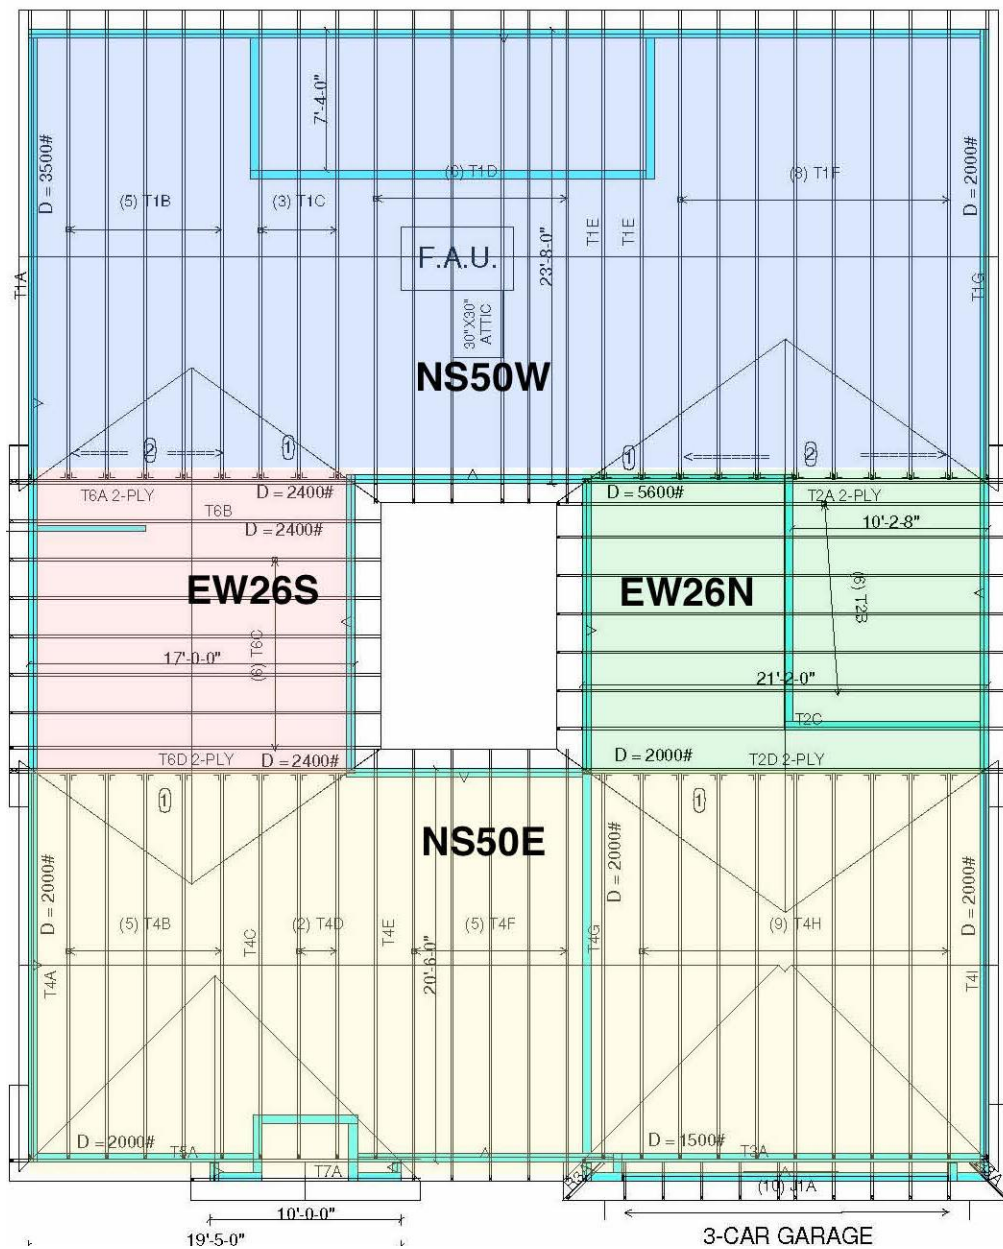 7'-4-0"
D = 3500#
(5) T1B
(3) T1C
(6) T1D
(8) T1F
D = 2000#
T1E
T1E
23'-8-0"
F.A.U.
T1A
T1G
30"X30"
ATTIC
NS50W
2
1
1
2
T6A 2-PLY
D = 2400#
D = 5600#
T2A 2-PLY
T6B
D = 2400#
10'-2-8"
EW26S
EW26N
(6) T2B
(6) T6C
17'-0-0"
21'-2-0"
T2C
T6D 2-PLY
D = 2400#
D = 2000#
T2D 2-PLY
1
1
NS50E
D = 2000#
D = 2000#
D = 2000#
(5) T4B
T4C
(2) T4D
T4E
(5) T4F
T4G
(9) T4H
20'-6-0"
T4A
T4I
D = 2000#
T5A
D = 1500#
T3A
T7A
(10) J1A
10'-0-0"
19'-5-0"
3-CAR GARAGE